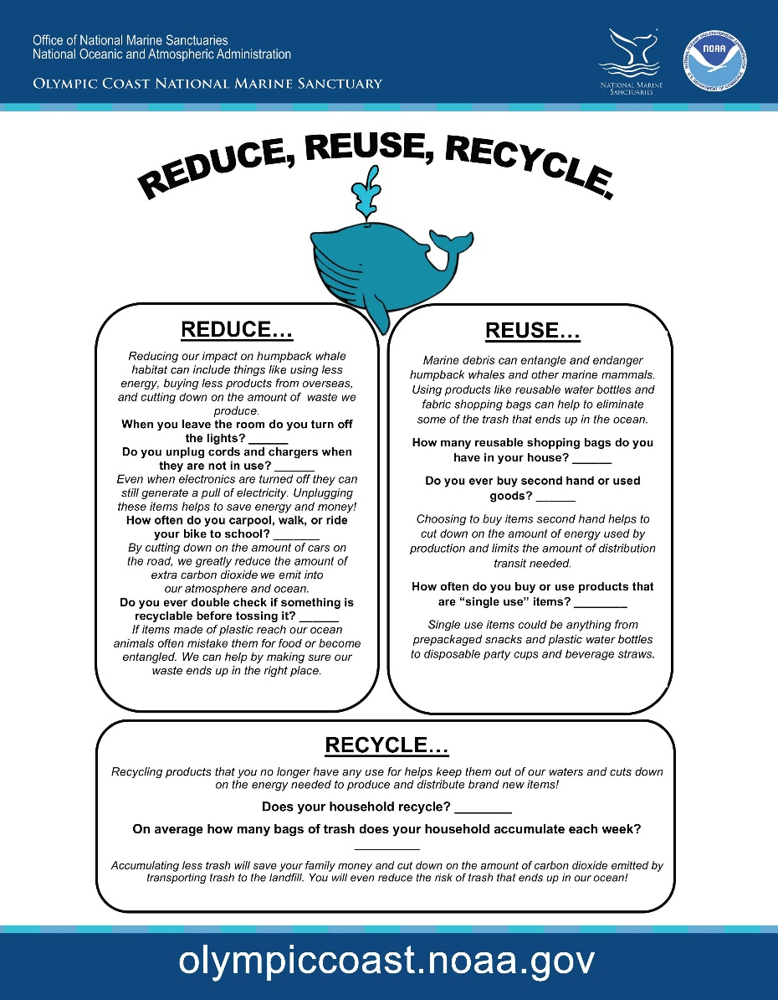 Office of National Marine Sanctuaries
National Oceanic and Atmospheric Administration
OLYMPIC COAST NATIONAL MARINE SANCTUARY
NATIONAL MARINE
SANCTUARIES
NATIONAL OCEANIC AND ATMOSPHERIC ADMINISTRATION
NOAA
U.S. DEPARTMENT OF COMMERCE
REDUCE, REUSE, RECYCLE.
REDUCE…
Reducing our impact on humpback whale
habitat can include things like using less
energy, buying less products from overseas,
and cutting down on the amount of waste we
produce.
When you leave the room do you turn off
the lights? ______
Do you unplug cords and chargers when
they are not in use? ______
Even when electronics are turned off they can
still generate a pull of electricity. Unplugging
these items helps to save energy and money!
How often do you carpool, walk, or ride
your bike to school? _______
By cutting down on the amount of cars on
the road, we greatly reduce the amount of
extra carbon dioxide we emit into
our atmosphere and ocean.
Do you ever double check if something is
recyclable before tossing it? ______
If items made of plastic reach our ocean
animals often mistake them for food or become
entangled. We can help by making sure our
waste ends up in the right place.
REUSE…
Marine debris can entangle and endanger
humpback whales and other marine mammals.
Using products like reusable water bottles and
fabric shopping bags can help to eliminate
some of the trash that ends up in the ocean.
How many reusable shopping bags do you
have in your house? ______
Do you ever buy second hand or used
goods? ______
Choosing to buy items second hand helps to
cut down on the amount of energy used by
production and limits the amount of distribution
transit needed.
How often do you buy or use products that
are “single use” items? ________
Single use items could be anything from
prepackaged snacks and plastic water bottles
to disposable party cups and beverage straws.
RECYCLE…
Recycling products that you no longer have any use for helps keep them out of our waters and cuts down
on the energy needed to produce and distribute brand new items!
Does your household recycle? ________
On average how many bags of trash does your household accumulate each week?
_________
Accumulating less trash will save your family money and cut down on the amount of carbon dioxide emitted by
transporting trash to the landfill. You will even reduce the risk of trash that ends up in our ocean!
olympiccoast.noaa.gov